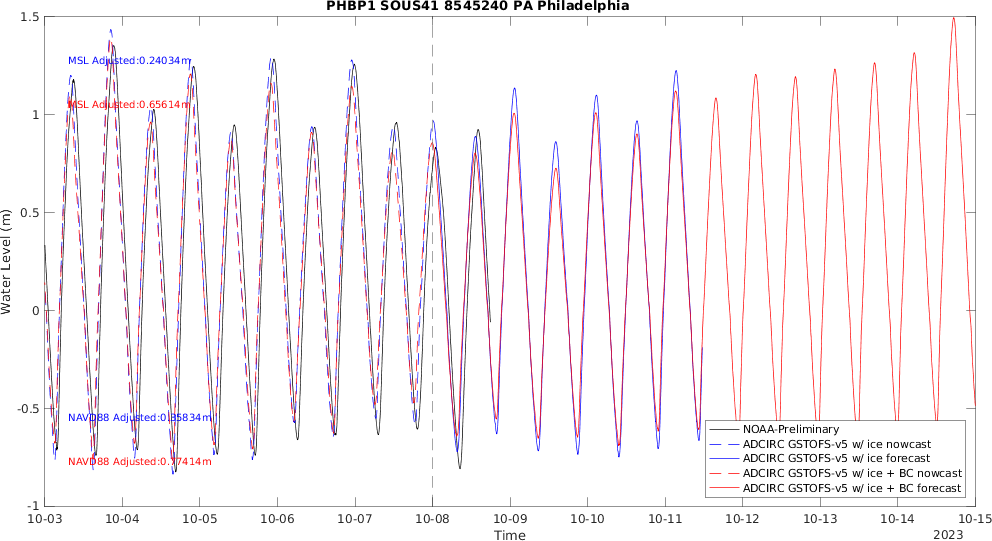 PHBP1 SOUS41 8545240 PA Philadelphia
1.5
1
0.5
0
-0.5
-1
Water Level (m)
MSL Adjusted:0.24034m
MSL Adjusted:0.65614m
NAVD88 Adjusted:0.35834m
NAVD88 Adjusted:0.77414m
NOAA-Preliminary
ADCIRC GSTOFS-v5 w/ ice nowcast
ADCIRC GSTOFS-v5 w/ ice forecast
ADCIRC GSTOFS-v5 w/ ice + BC nowcast
ADCIRC GSTOFS-v5 w/ ice + BC forecast
10-03 10-04 10-05 10-06 10-07 10-08 10-09 10-10 10-11 10-12 10-13 10-14 10-15
Time
2023